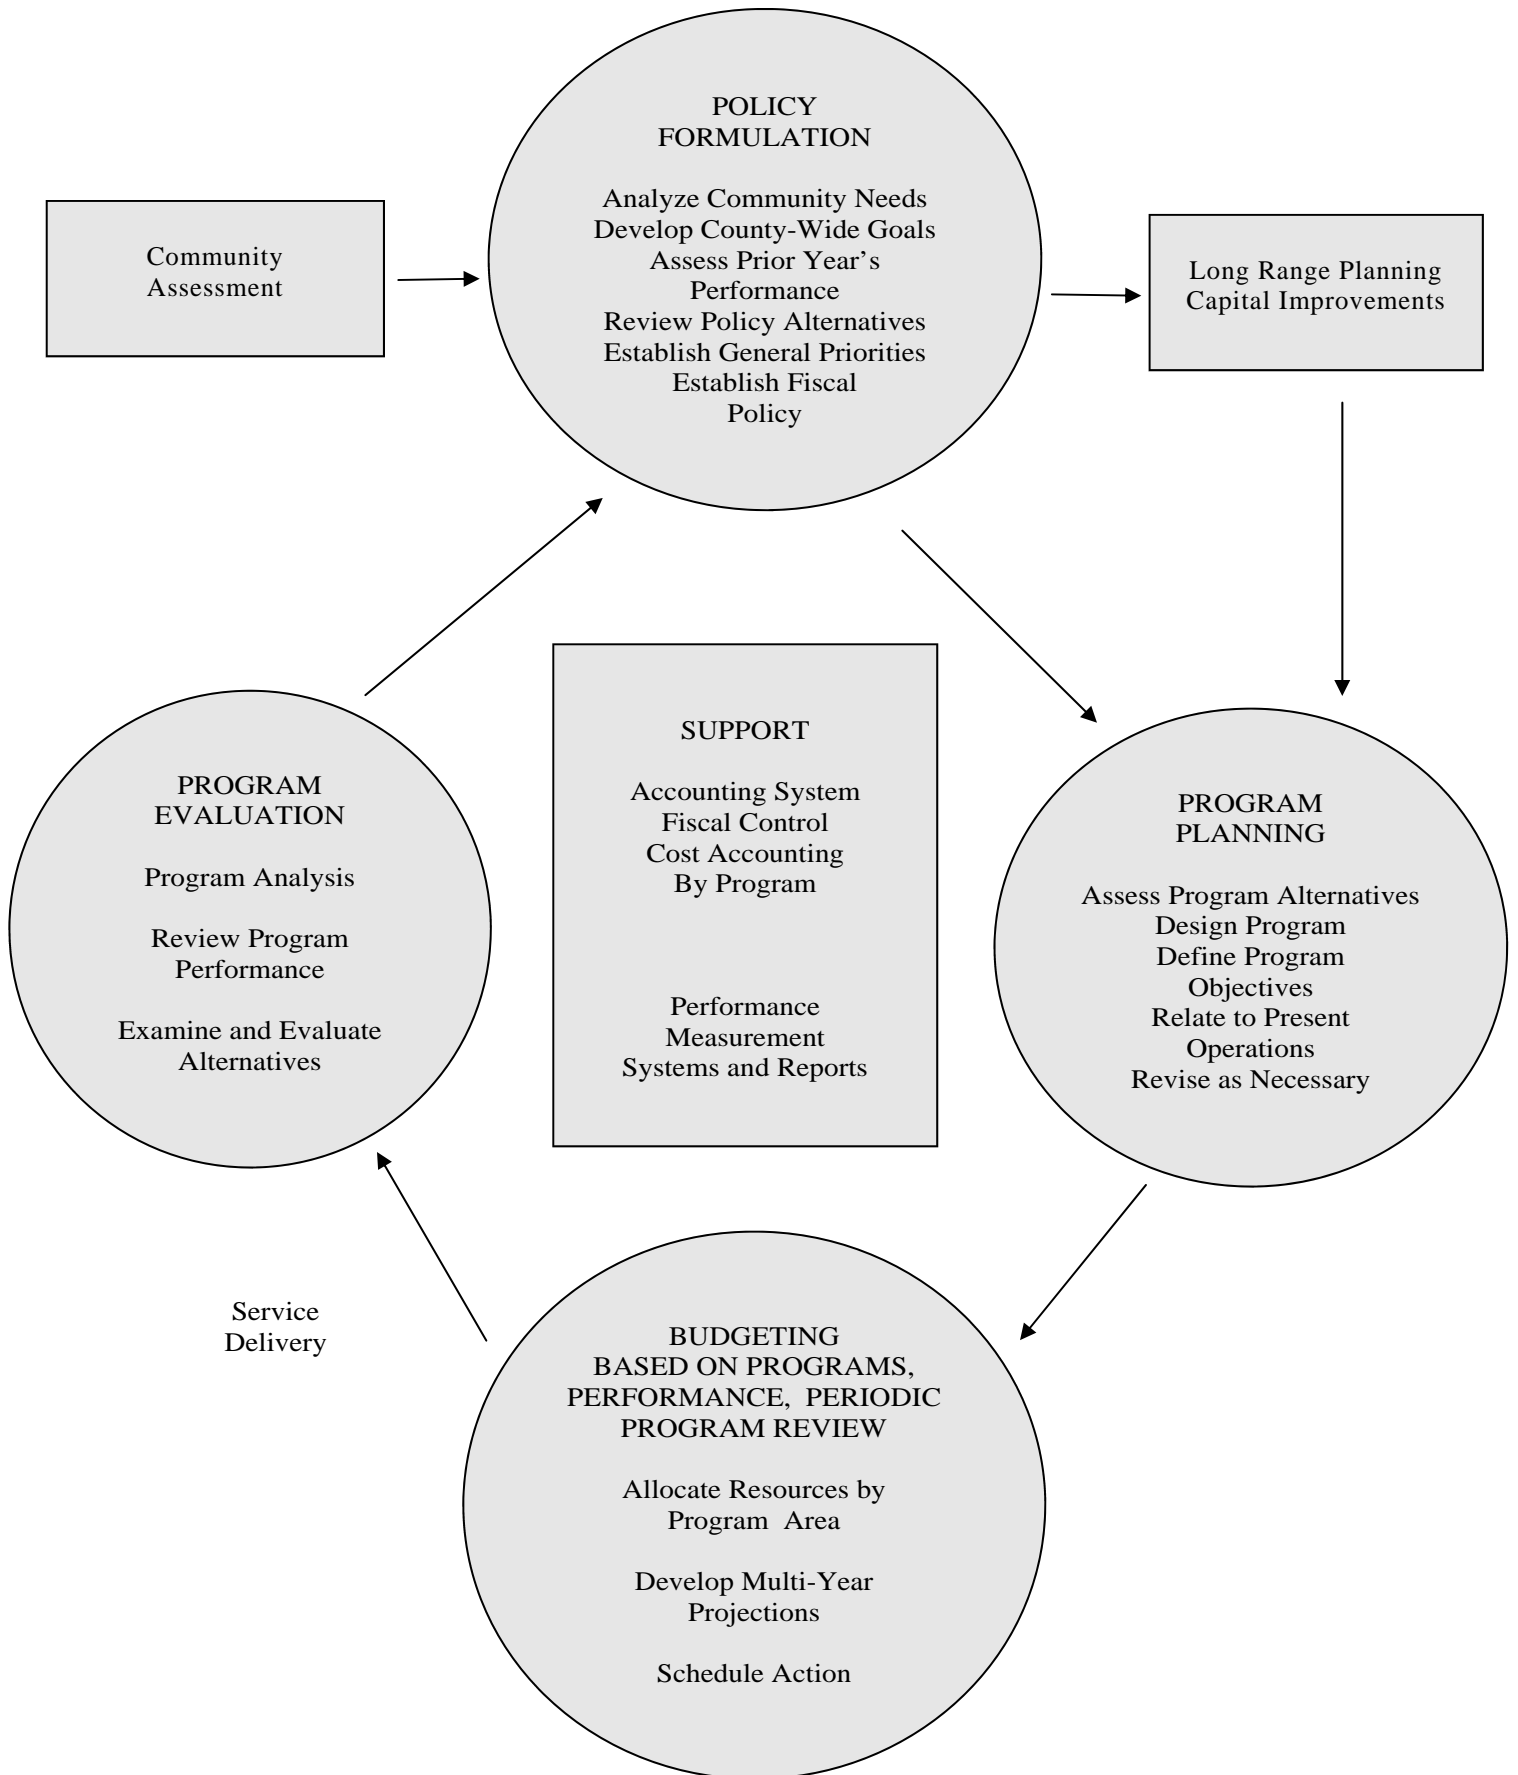 POLICY
FORMULATION
Analyze Community Needs
Develop County-Wide Goals
Assess Prior Year’s
Performance
Review Policy Alternatives
Establish General Priorities
Establish Fiscal
Policy
Community
Assessment
Long Range Planning
Capital Improvements
SUPPORT
Accounting System
Fiscal Control
Cost Accounting
By Program
Performance
Measurement
Systems and Reports
PROGRAM
EVALUATION
Program Analysis
Review Program
Performance
Examine and Evaluate
Alternatives
PROGRAM
PLANNING
Assess Program Alternatives
Design Program
Define Program
Objectives
Relate to Present
Operations
Revise as Necessary
Service
Delivery
BUDGETING
BASED ON PROGRAMS,
PERFORMANCE, PERIODIC
PROGRAM REVIEW
Allocate Resources by
Program Area
Develop Multi-Year
Projections
Schedule Action